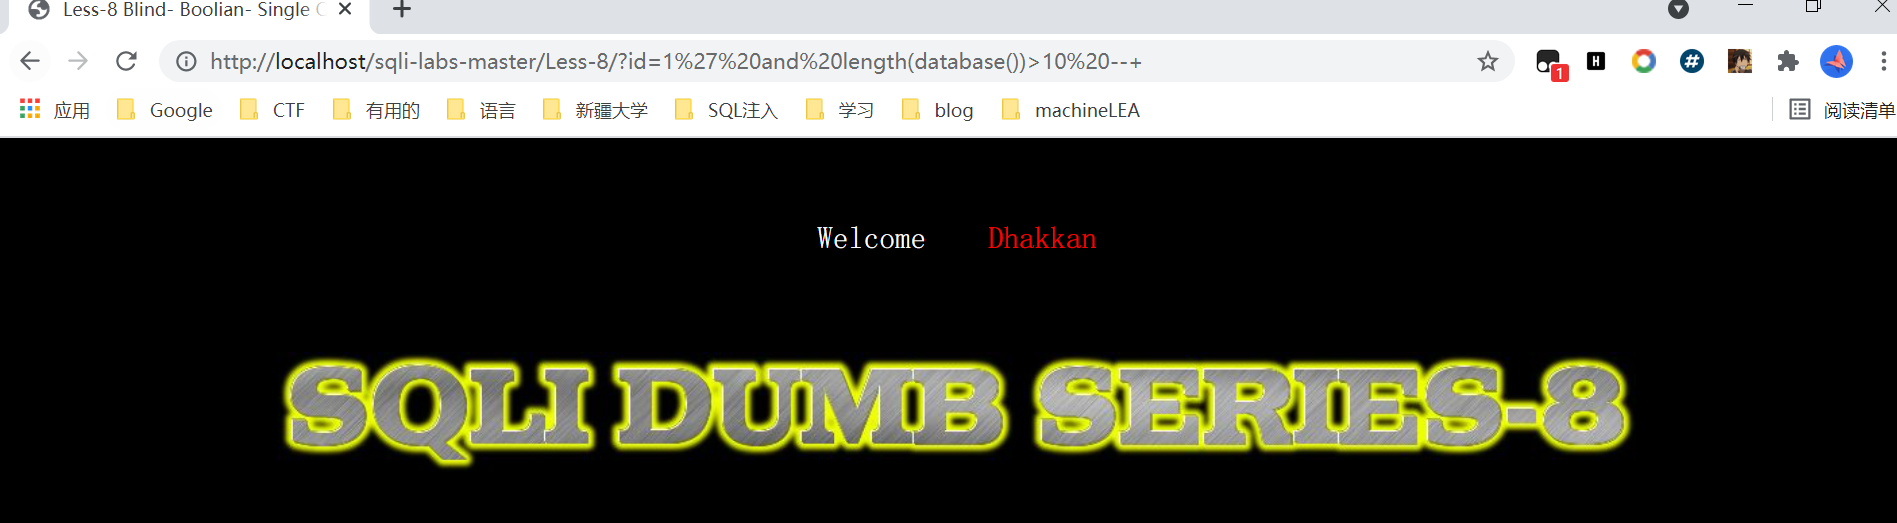 Less-8 Blind- Boolian- Single
http://localhost/sqli-labs-master/Less-8/?id=1%27%20and%20length(database())>10%20--+
1
H
#
应用 Google CTF 有用的 语言 新疆大学 SQL注入 学习 blog machineLEA 阅读清单
Welcome Dhakkan
SQLI DUMB SERIES-8